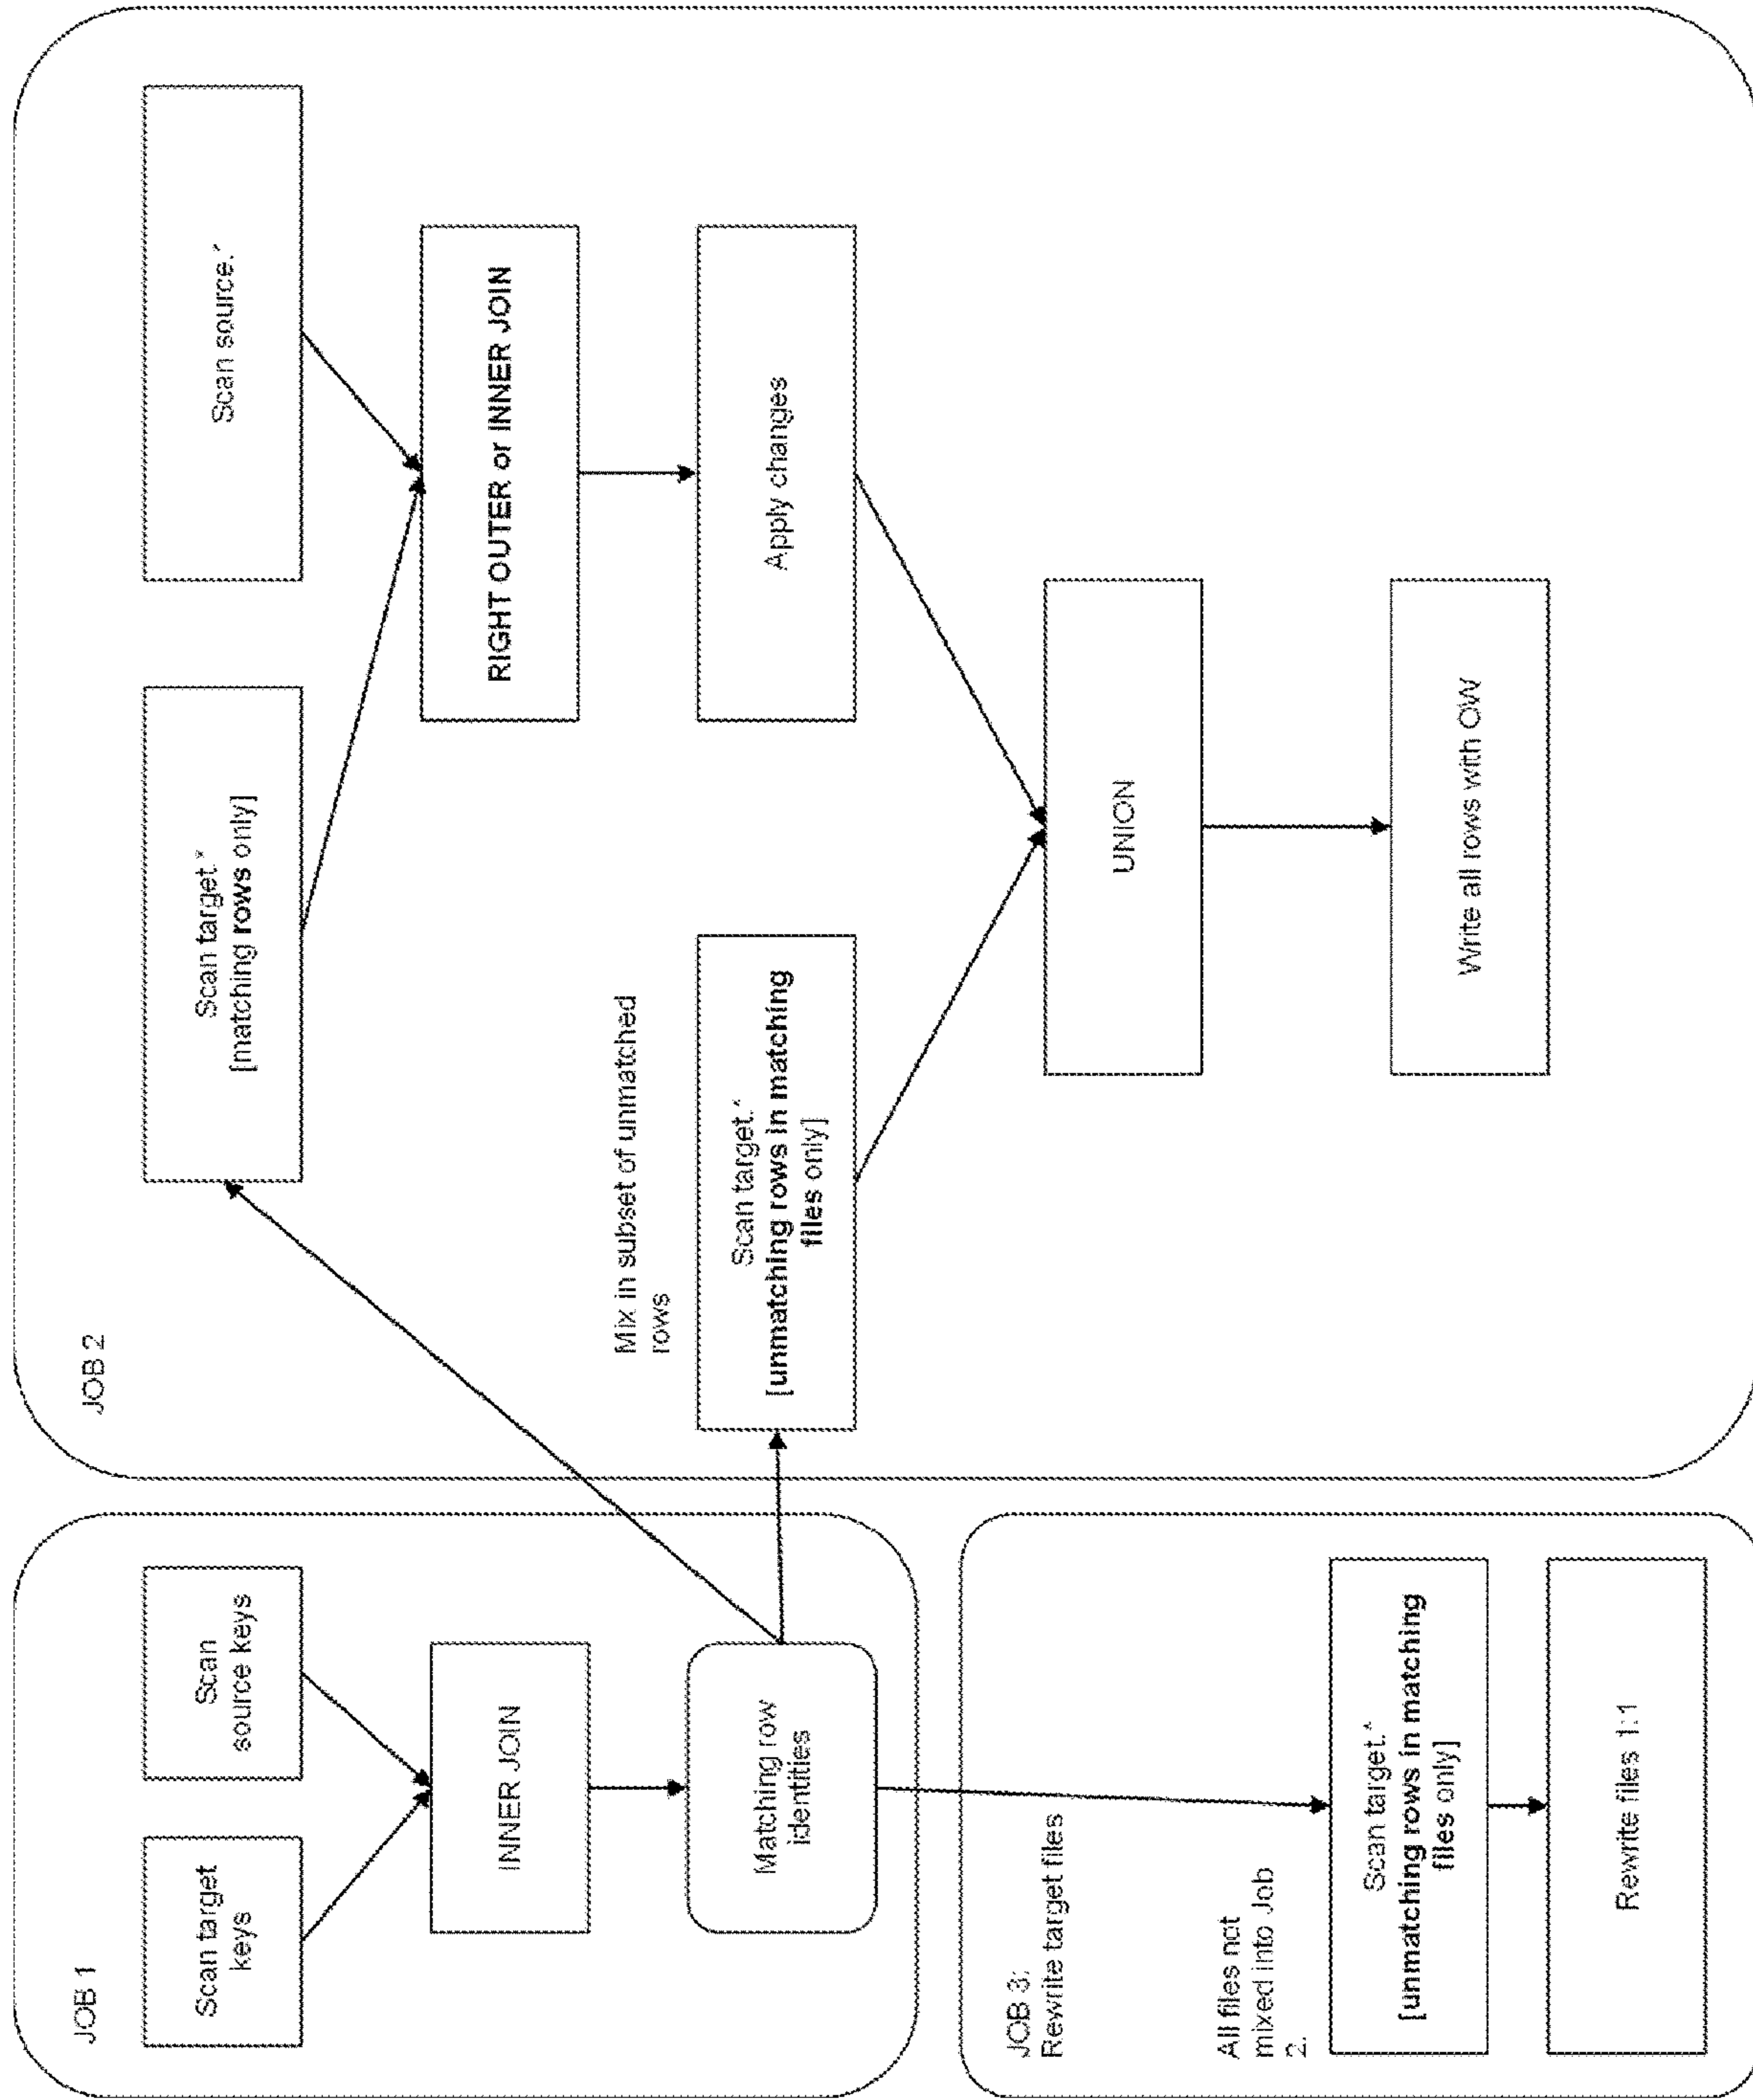 JOB 1
Scan target
keys
Scan
source keys
INNER JOIN
Matching row
identities
JOB 2
Scan target.*
[matching rows only]
Scan source.*
RIGHT OUTER or INNER JOIN
Mix in subset of unmatched
rows
Scan target.*
[unmatching rows in matching
files only]
Apply changes
UNION
Write all rows with OW
JOB 3:
Rewrite target files
All files not
mixed into Job
2.
Scan target.*
[unmatching rows in matching
files only]
Rewrite files 1:1